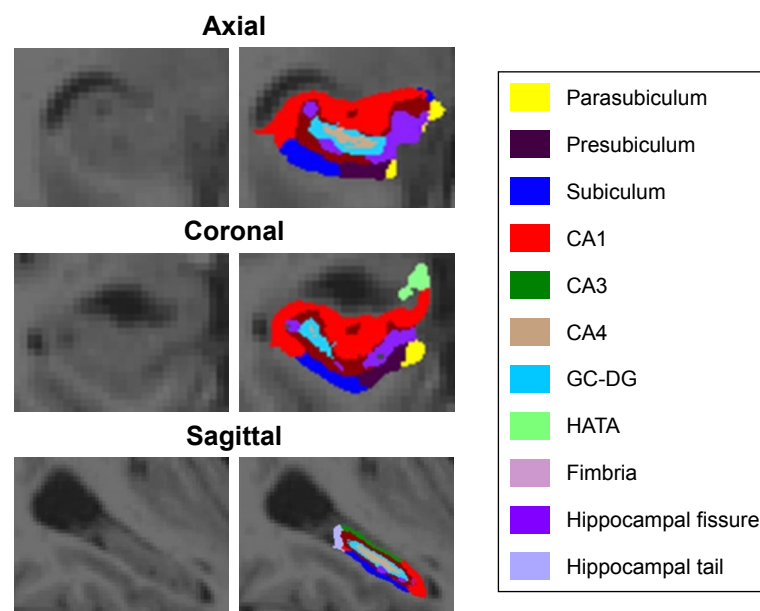 Axial
Coronal
Sagittal
Parasubiculum
Presubiculum
Subiculum
CA1
CA3
CA4
GC-DG
HATA
Fimbria
Hippocampal fissure
Hippocampal tail